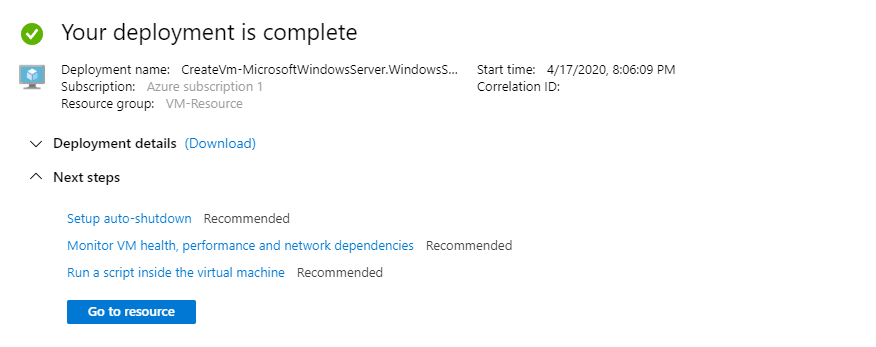 Your deployment is complete
Deployment name: CreateVm-MicrosoftWindowsServer.WindowsS... Start time: 4/17/2020, 8:06:09 PM
Subscription: Azure subscription 1 Correlation ID:
Resource group: VM-Resource
Deployment details (Download)
Next steps
Setup auto-shutdown Recommended
Monitor VM health, performance and network dependencies Recommended
Run a script inside the virtual machine Recommended
Go to resource